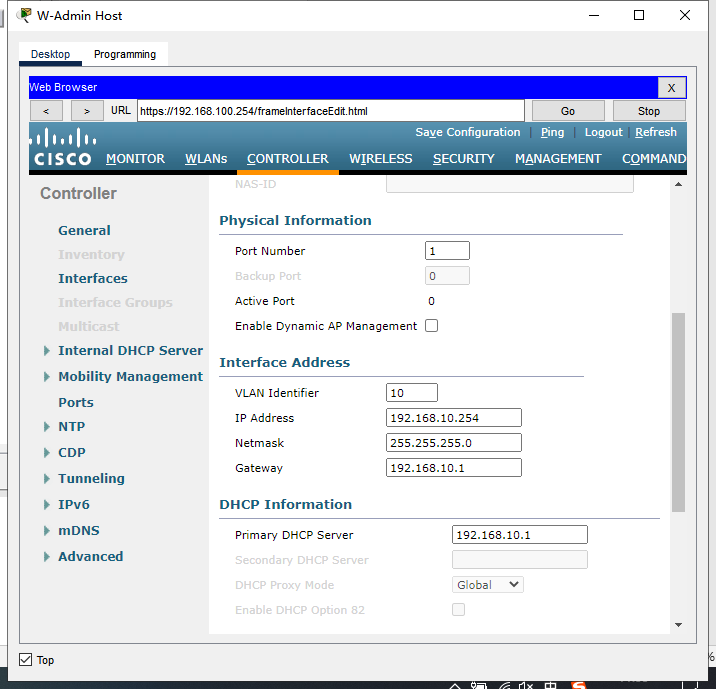 W-Admin Host
Desktop Programming
Web Browser X
< > URL https://192.168.100.254/frameInterfaceEdit.html Go Stop
Save Configuration | Ping | Logout | Refresh
CISCO MONITOR WLANs CONTROLLER WIRELESS SECURITY MANAGEMENT COMMAND
Controller
General
Inventory
Interfaces
Interface Groups
Multicast
Internal DHCP Server
Mobility Management
Ports
NTP
CDP
Tunneling
IPv6
mDNS
Advanced
NAS-ID
Physical Information
Port Number 1
Backup Port 0
Active Port 0
Enable Dynamic AP Management
Interface Address
VLAN Identifier 10
IP Address 192.168.10.254
Netmask 255.255.255.0
Gateway 192.168.10.1
DHCP Information
Primary DHCP Server 192.168.10.1
Secondary DHCP Server
DHCP Proxy Mode Global
Enable DHCP Option 82
Top
%
中